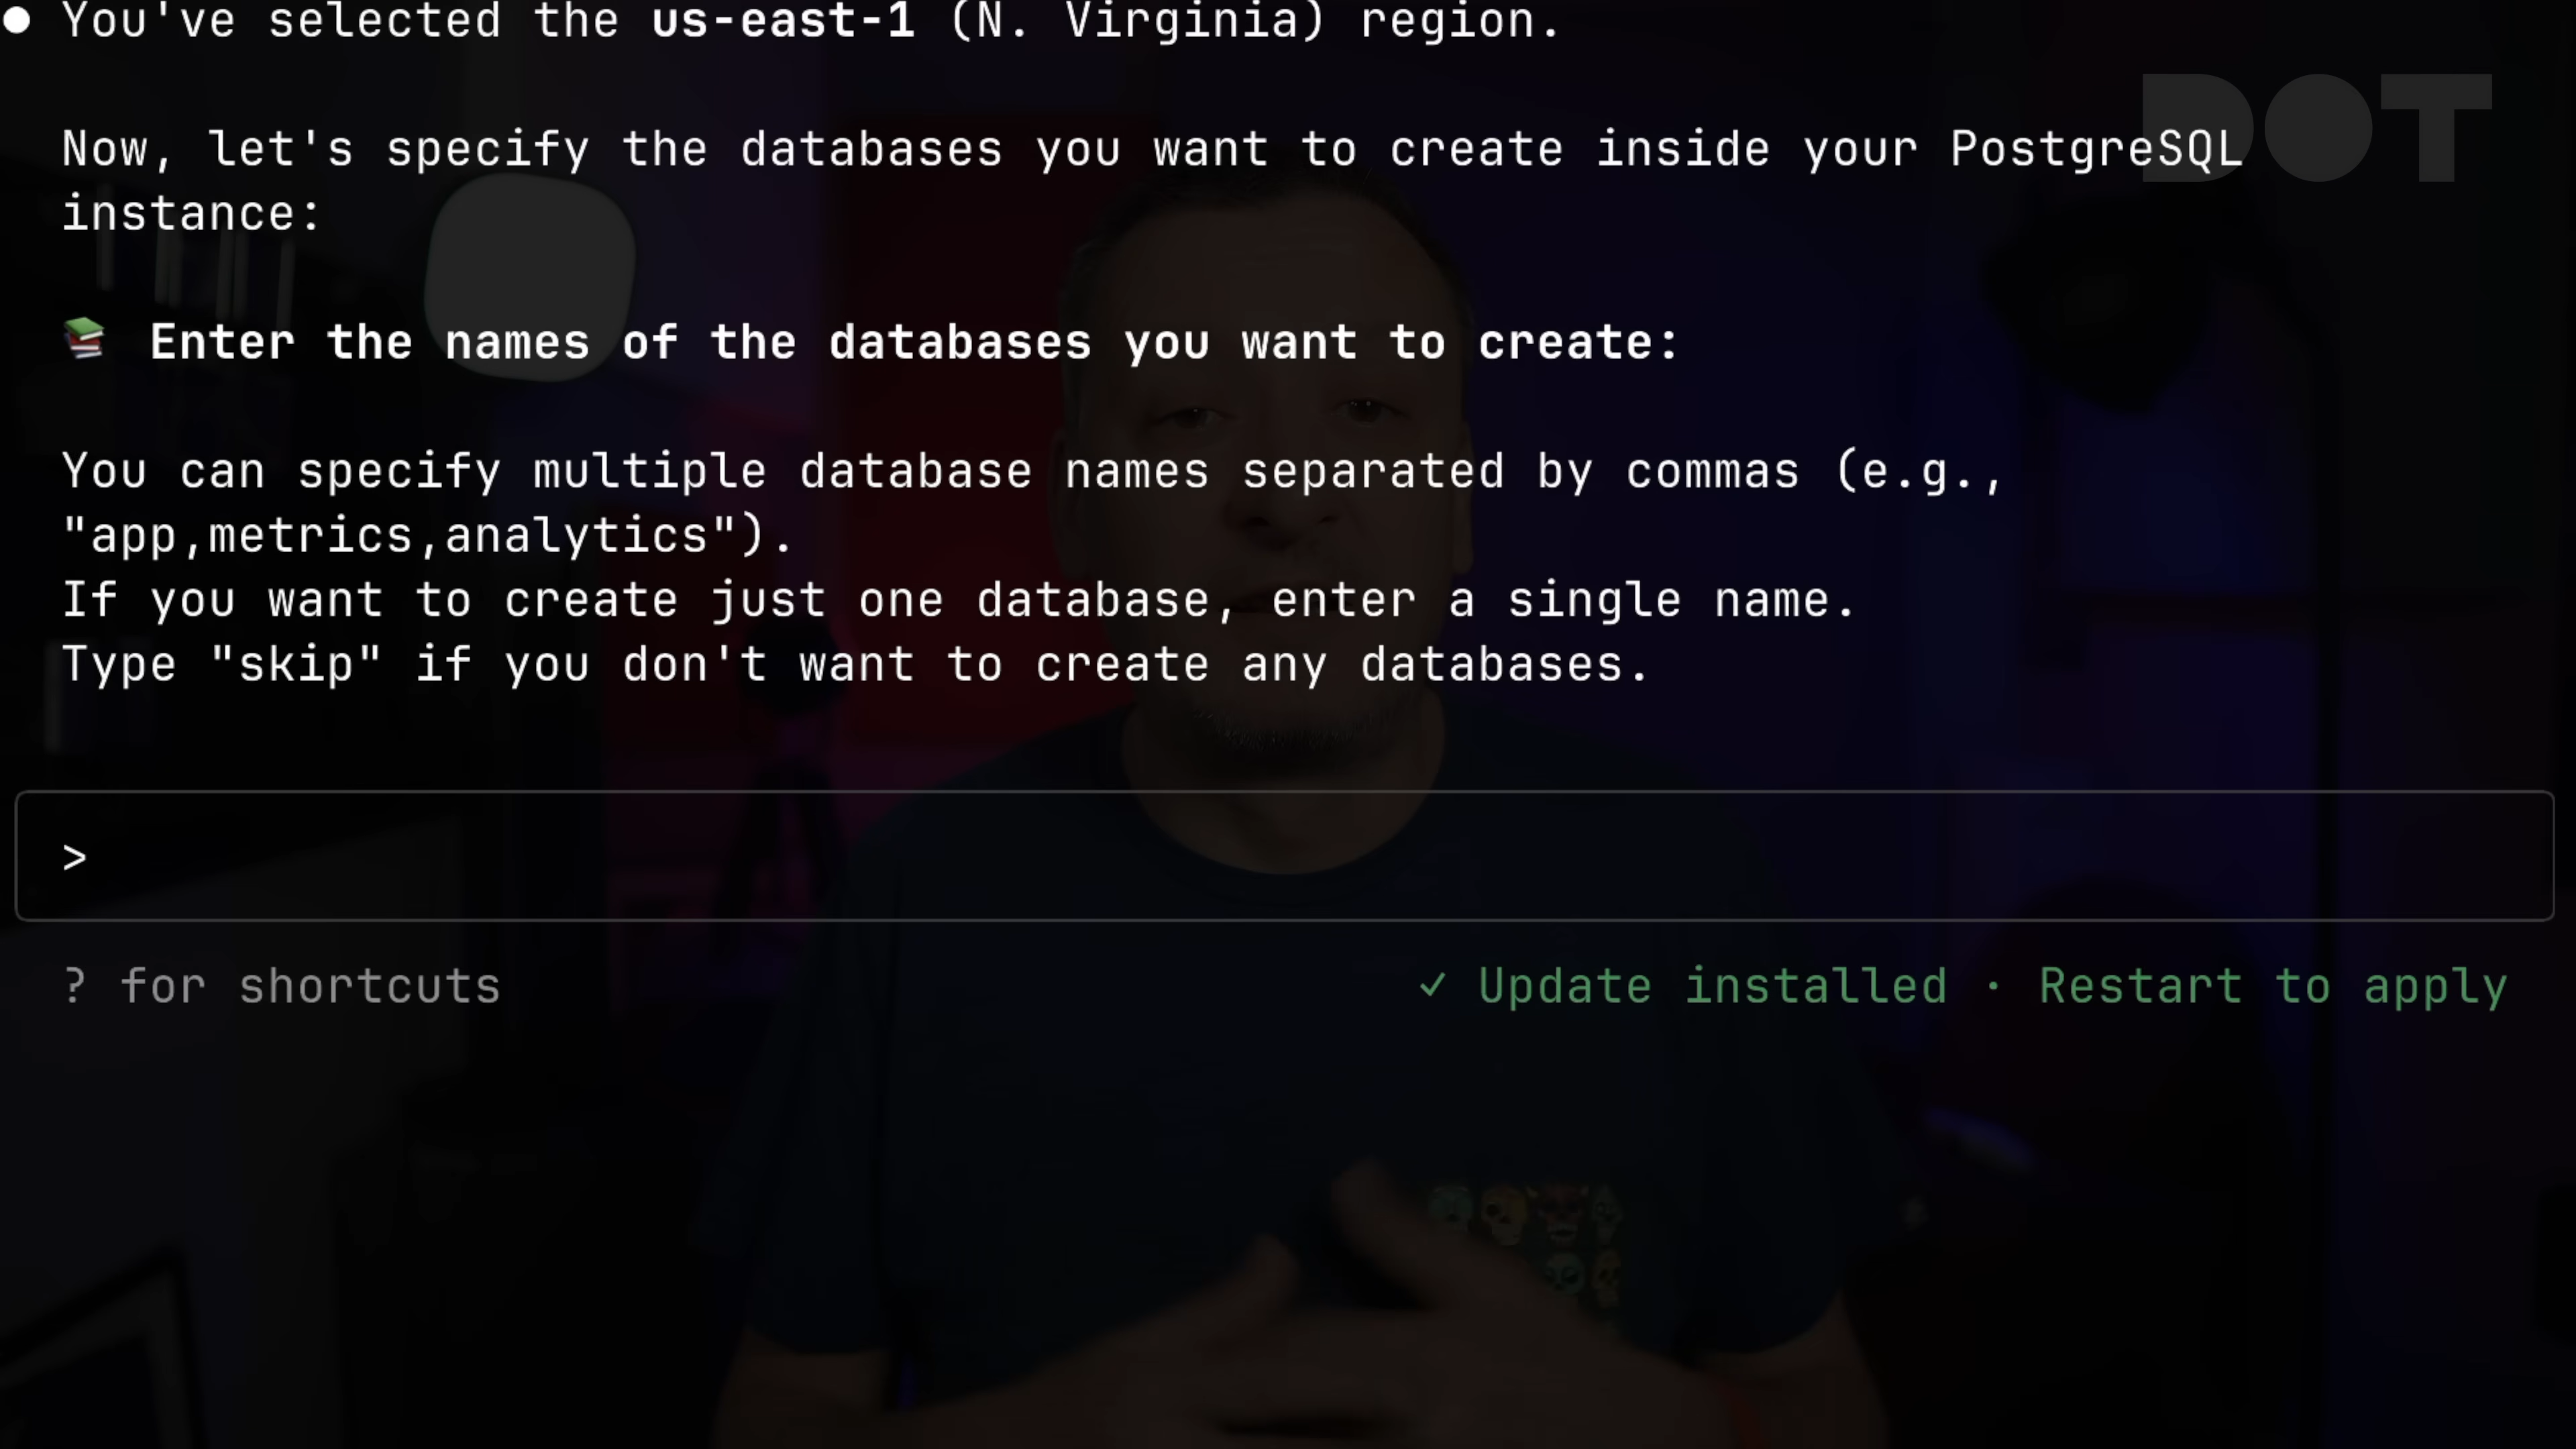 ● You've selected the us-east-1 (N. Virginia) region.
DOT
Now, let's specify the databases you want to create inside your PostgreSQL
instance:
📚 Enter the names of the databases you want to create:
You can specify multiple database names separated by commas (e.g.,
"app,metrics,analytics").
If you want to create just one database, enter a single name.
Type "skip" if you don't want to create any databases.
>
? for shortcuts
✓ Update installed · Restart to apply